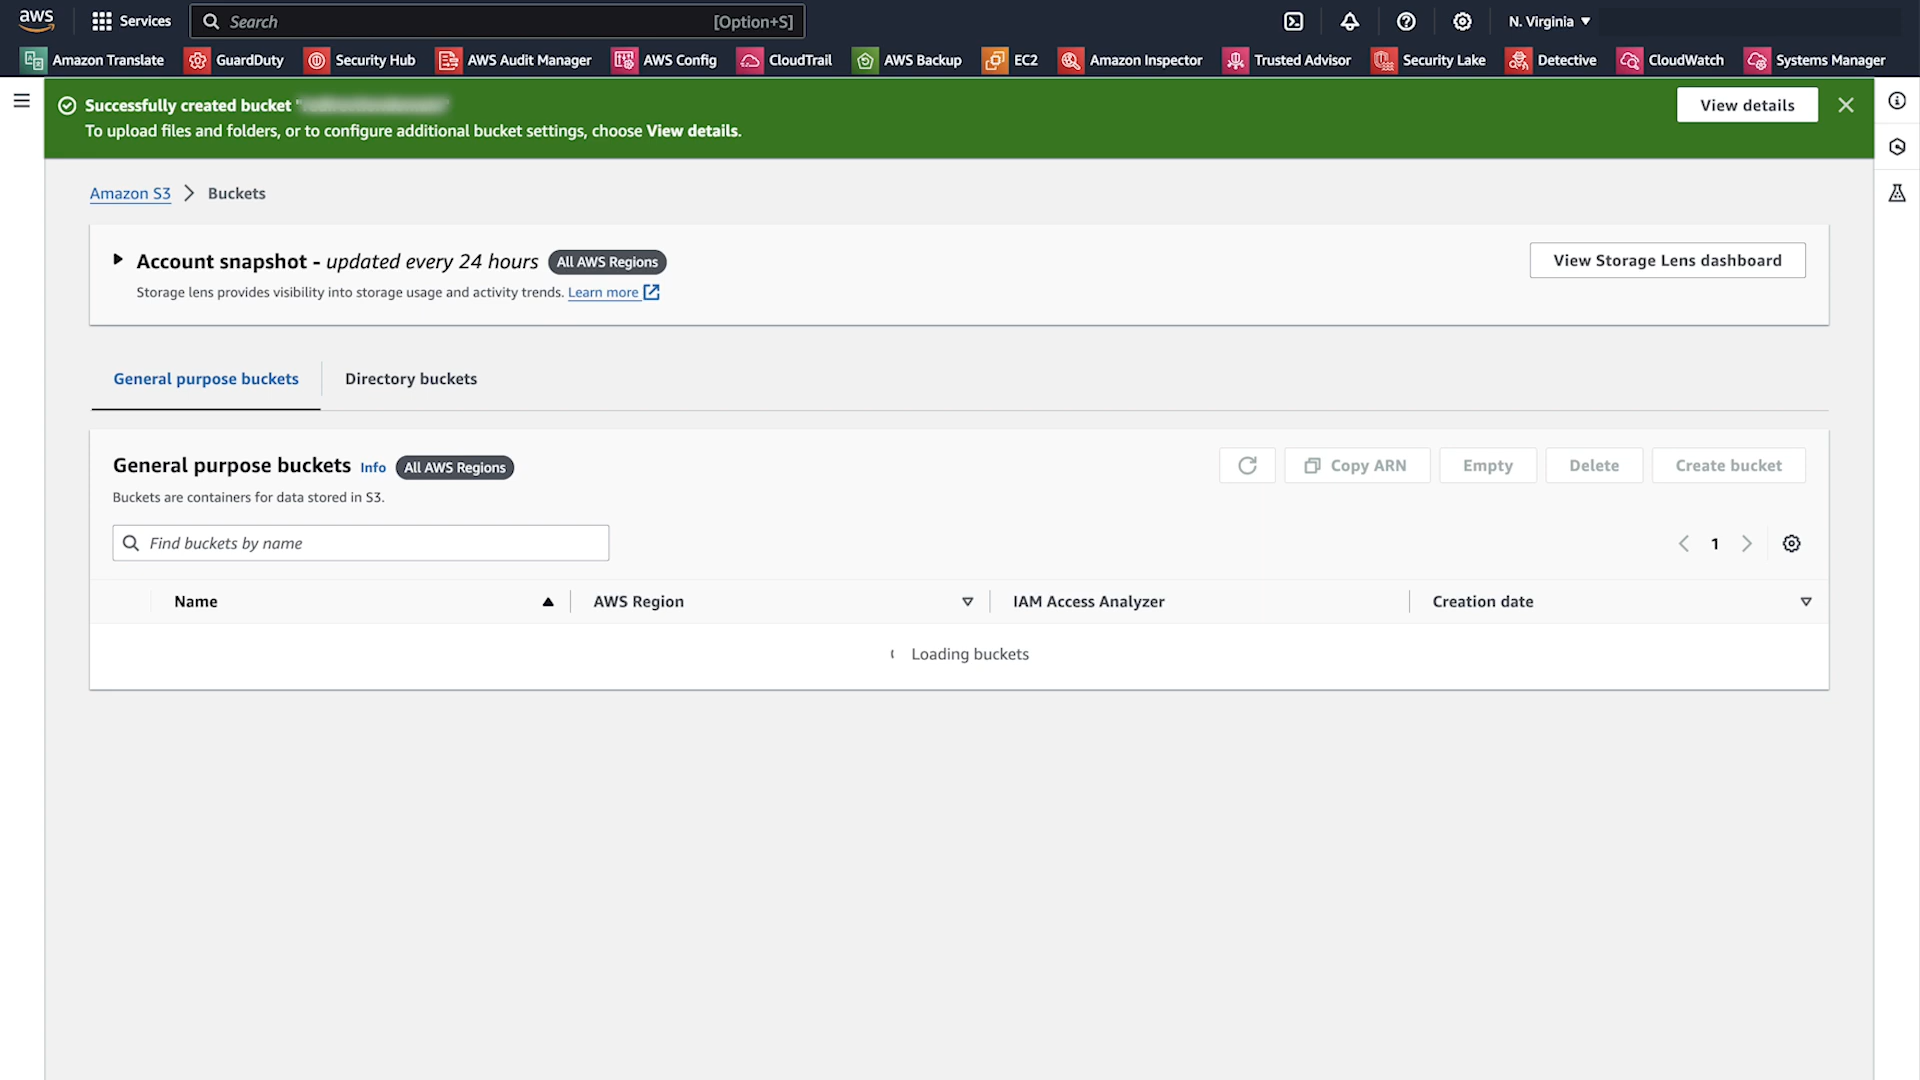 aws Services Search [Option+S] N. Virginia
Amazon Translate GuardDuty Security Hub AWS Audit Manager AWS Config CloudTrail AWS Backup EC2 Amazon Inspector Trusted Advisor Security Lake Detective CloudWatch Systems Manager
Successfully created bucket "
View details
To upload files and folders, or to configure additional bucket settings, choose View details.
Amazon S3 Buckets
Account snapshot - updated every 24 hours All AWS Regions
View Storage Lens dashboard
Storage lens provides visibility into storage usage and activity trends. Learn more
General purpose buckets Directory buckets
General purpose buckets Info All AWS Regions
Copy ARN Empty Delete Create bucket
Buckets are containers for data stored in S3.
Find buckets by name
1
Name AWS Region IAM Access Analyzer Creation date
Loading buckets